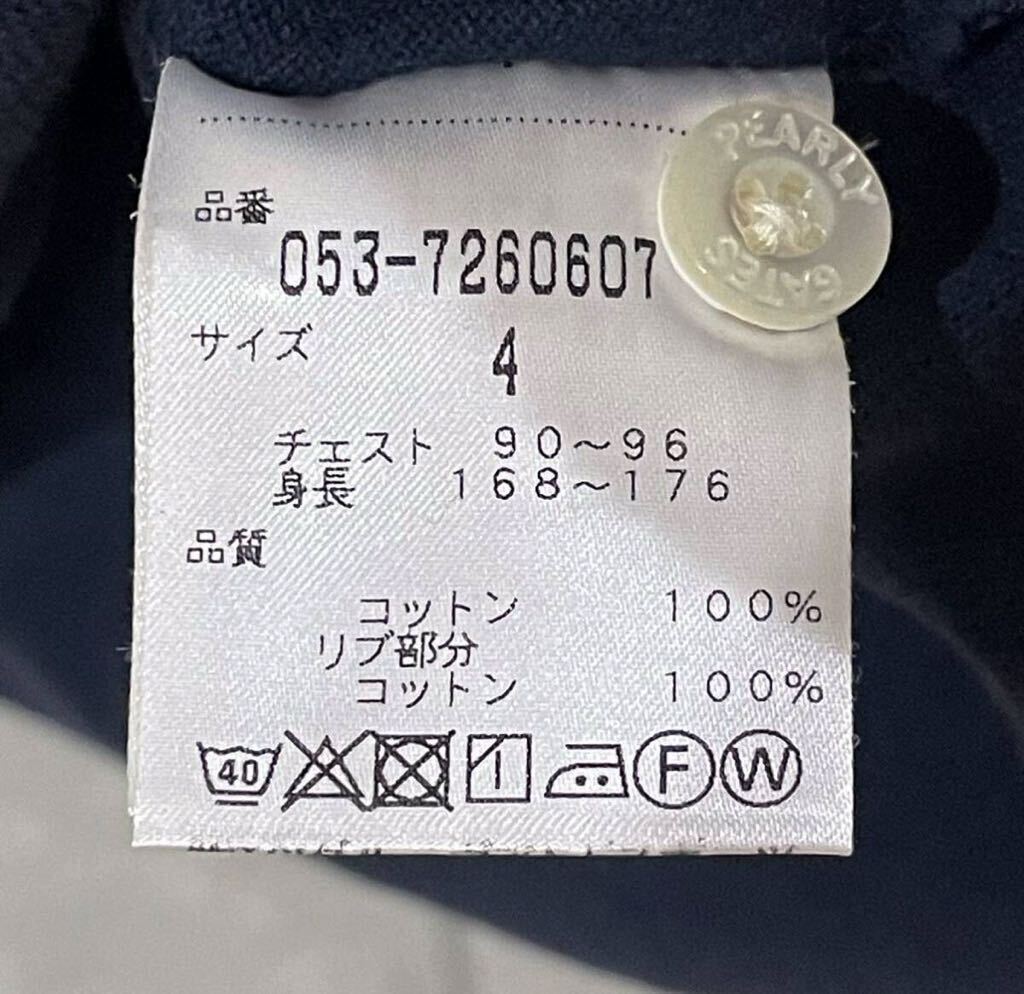 PEARLY GATES
品番
053-7260607
サイズ 4
チェスト 90~96
身長 168~176
品質
コットン 100%
リブ部分
コットン 100%
40 F W